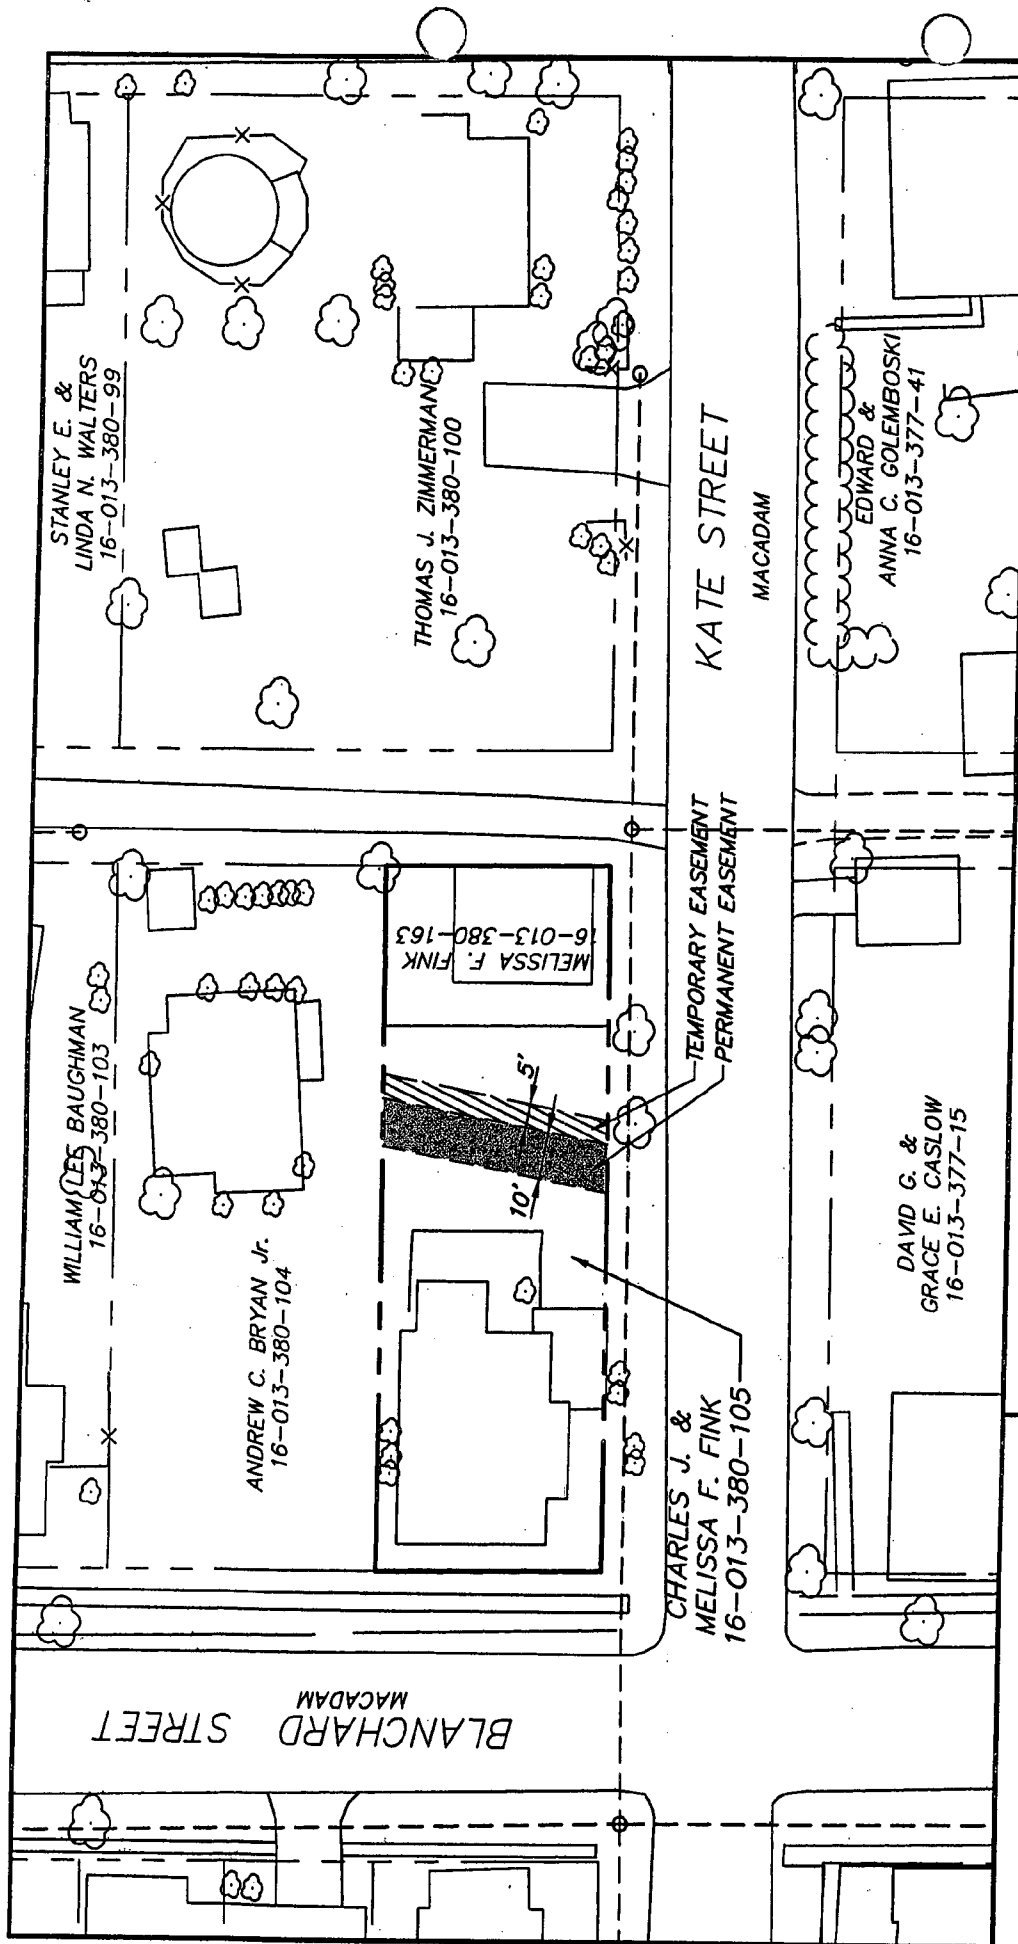 STANLEY E. &
LINDA N. WALTERS
16-013-380-99
THOMAS J. ZIMMERMAN
16-013-380-100
KATE STREET
MACADAM
EDWARD &
ANNA C. GOLEMBOSKI
16-013-377-41
WILLIAM LEE BAUGHMAN
16-013-380-103
ANDREW C. BRYAN Jr.
16-013-380-104
MELISSA F. FINK
16-013-380-163
TEMPORARY EASEMENT
PERMANENT EASEMENT
5'
10'
CHARLES J. &
MELISSA F. FINK
16-013-380-105
DAVID G. &
GRACE E. CASLOW
16-013-377-15
BLANCHARD STREET
MACADAM